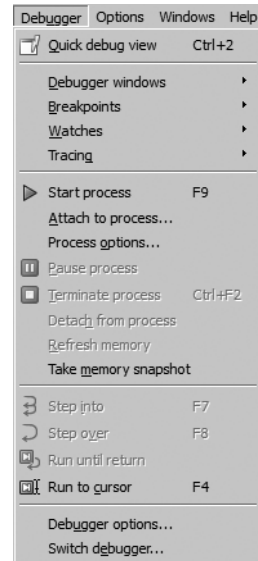 Debugger Options Windows Help
Quick debug view Ctrl+2
Debugger windows
Breakpoints
Watches
Tracing
Start process F9
Attach to process...
Process options...
Pause process
Terminate process Ctrl+F2
Detach from process
Refresh memory
Take memory snapshot
Step into F7
Step over F8
Run until return
Run to cursor F4
Debugger options...
Switch debugger...